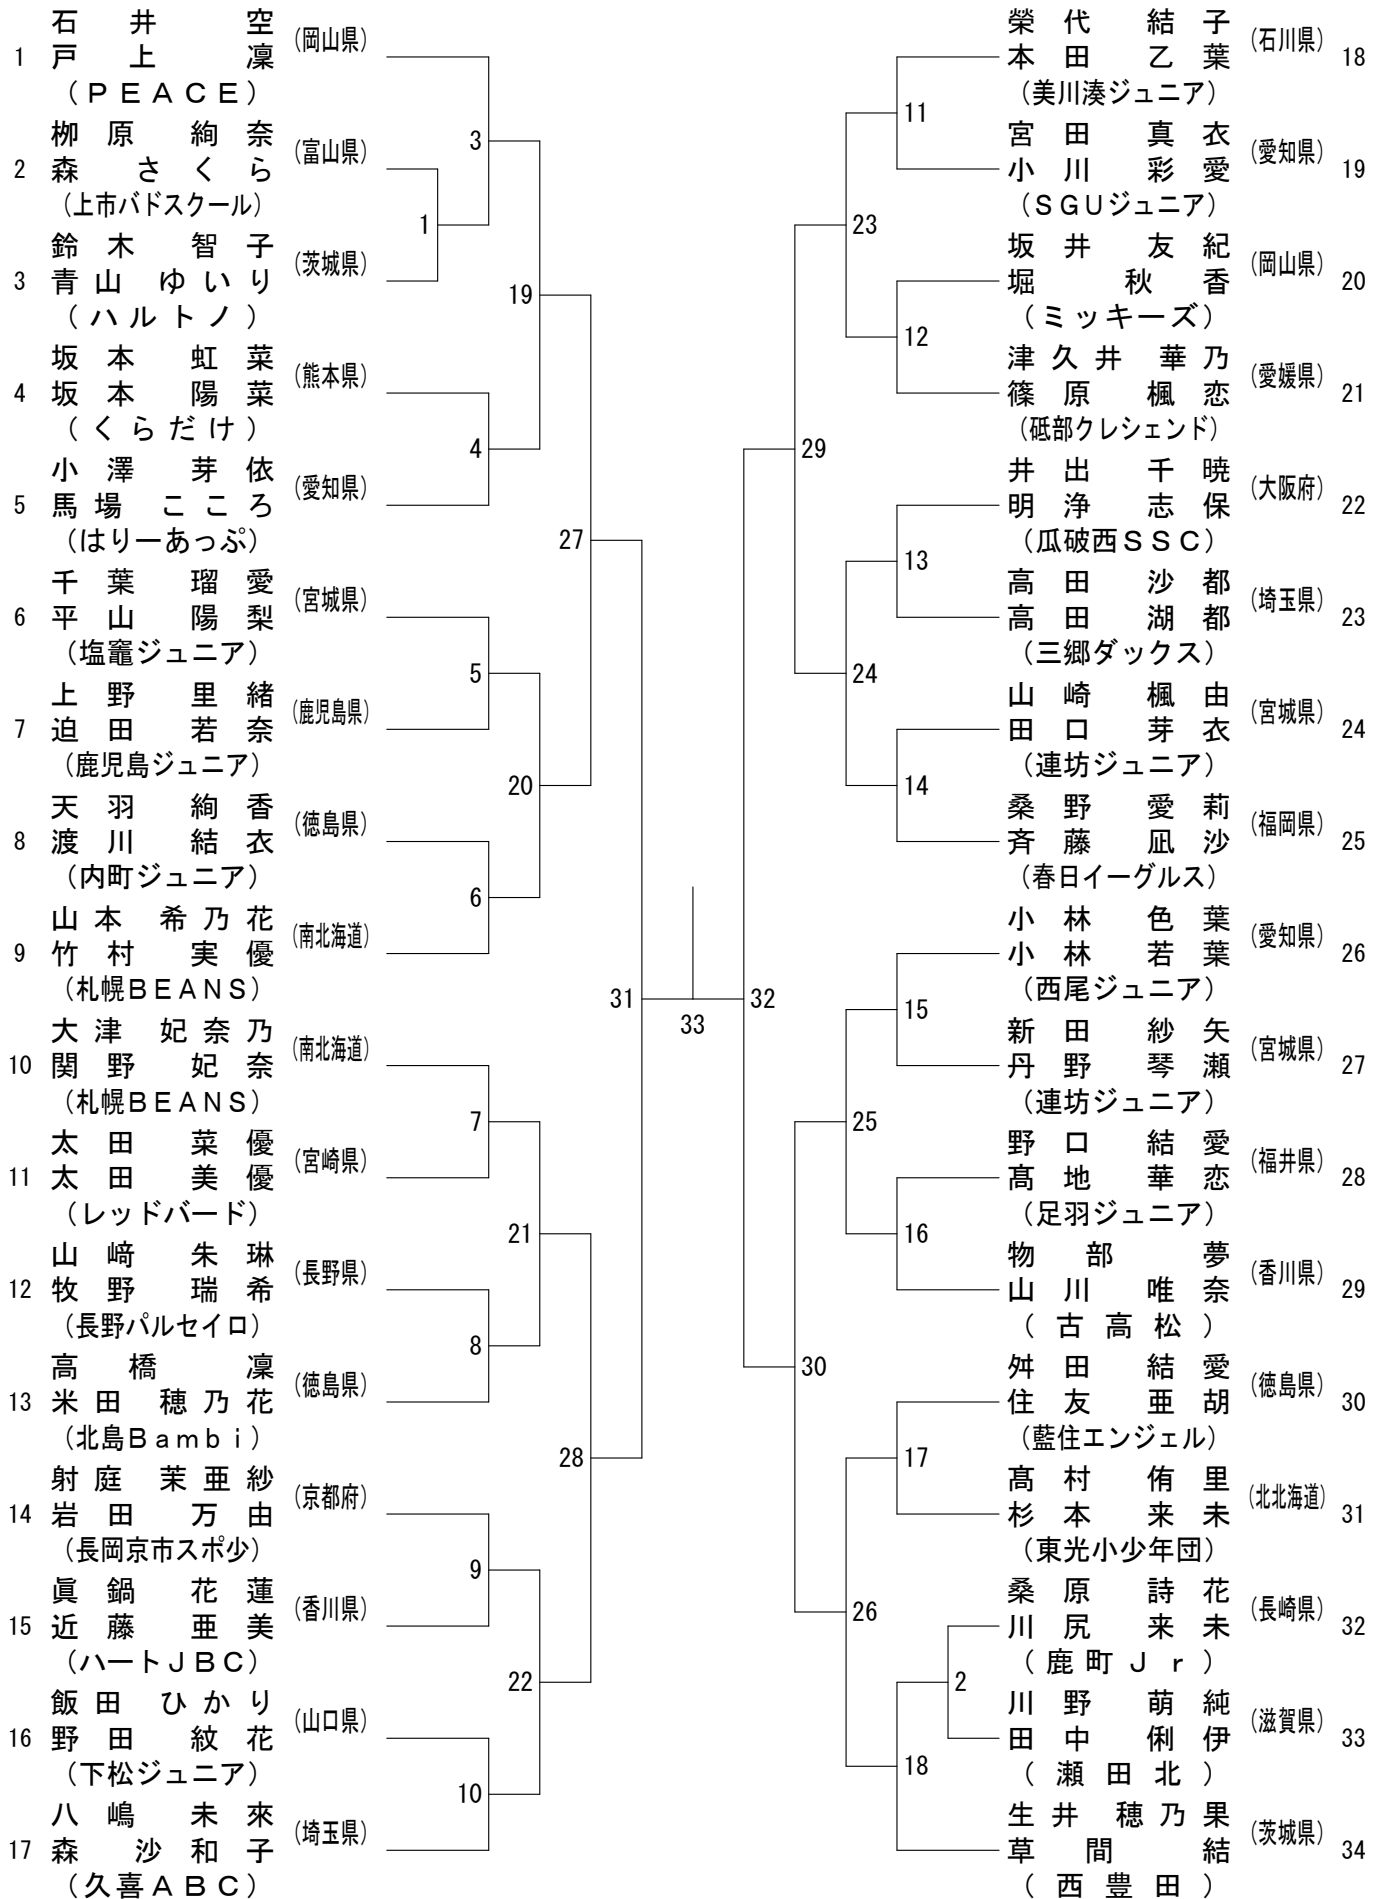 石井 空
(岡山県)
1 戸上 凜
(PEACE)
栁原 絢奈
(富山県)
2 森 さくら
(上市バドスクール)
鈴木 智子
(茨城県)
3 青山 ゆいり
(ハルトノ)
坂本 虹菜
(熊本県)
4 坂本 陽菜
(くらだけ)
小澤 芽依
(愛知県)
5 馬場 こころ
(はりーあっぷ)
千葉 瑠愛
(宮城県)
6 平山 陽梨
(塩竈ジュニア)
上野 里緒
(鹿児島県)
7 迫田 若奈
(鹿児島ジュニア)
天羽 絢香
(徳島県)
8 渡川 結衣
(内町ジュニア)
山本 希乃花
(南北海道)
9 竹村 実優
(札幌BEANS)
大津 妃奈乃
(南北海道)
10 関野 妃奈
(札幌BEANS)
太田 菜優
(宮崎県)
11 太田 美優
(レッドバード)
山﨑 朱琳
(長野県)
12 牧野 瑞希
(長野パルセイロ)
高橋 凜
(徳島県)
13 米田 穂乃花
(北島Bambi)
射庭 茉亜紗
(京都府)
14 岩田 万由
(長岡京市スポ少)
眞鍋 花蓮
(香川県)
15 近藤 亜美
(ハートJBC)
飯田 ひかり
(山口県)
16 野田 紋花
(下松ジュニア)
八嶋 未來
(埼玉県)
17 森 沙和子
(久喜ABC)
3
1
19
4
27
5
20
6
31
7
21
8
28
9
22
10
33
32
11
23
12
29
13
24
14
15
25
16
30
17
26
2
18
榮代 結子
(石川県)
本田 乙葉 18
(美川湊ジュニア)
宮田 真衣
(愛知県)
小川 彩愛 19
(SGUジュニア)
坂井 友紀
(岡山県)
堀 秋香 20
(ミッキーズ)
津久井 華乃
(愛媛県)
篠原 楓恋 21
(砥部クレシェンド)
井出 千暁
(大阪府)
明浄 志保 22
(瓜破西SSC)
高田 沙都
(埼玉県)
高田 湖都 23
(三郷ダックス)
山崎 楓由
(宮城県)
田口 芽衣 24
(連坊ジュニア)
桑野 愛莉
(福岡県)
斉藤 凪沙 25
(春日イーグルス)
小林 色葉
(愛知県)
小林 若葉 26
(西尾ジュニア)
新田 紗矢
(宮城県)
丹野 琴瀬 27
(連坊ジュニア)
野口 結愛
(福井県)
髙地 華恋 28
(足羽ジュニア)
物部 夢
(香川県)
山川 唯奈 29
(古高松)
舛田 結愛
(徳島県)
住友 亜胡 30
(藍住エンジェル)
髙村 侑里
(北北海道)
杉本 来未 31
(東光小少年団)
桑原 詩花
(長崎県)
川尻 来未 32
(鹿町Jr)
川野 萌純
(滋賀県)
田中 俐伊 33
(瀬田北)
生井 穂乃果
(茨城県)
草間 結 34
(西豊田)